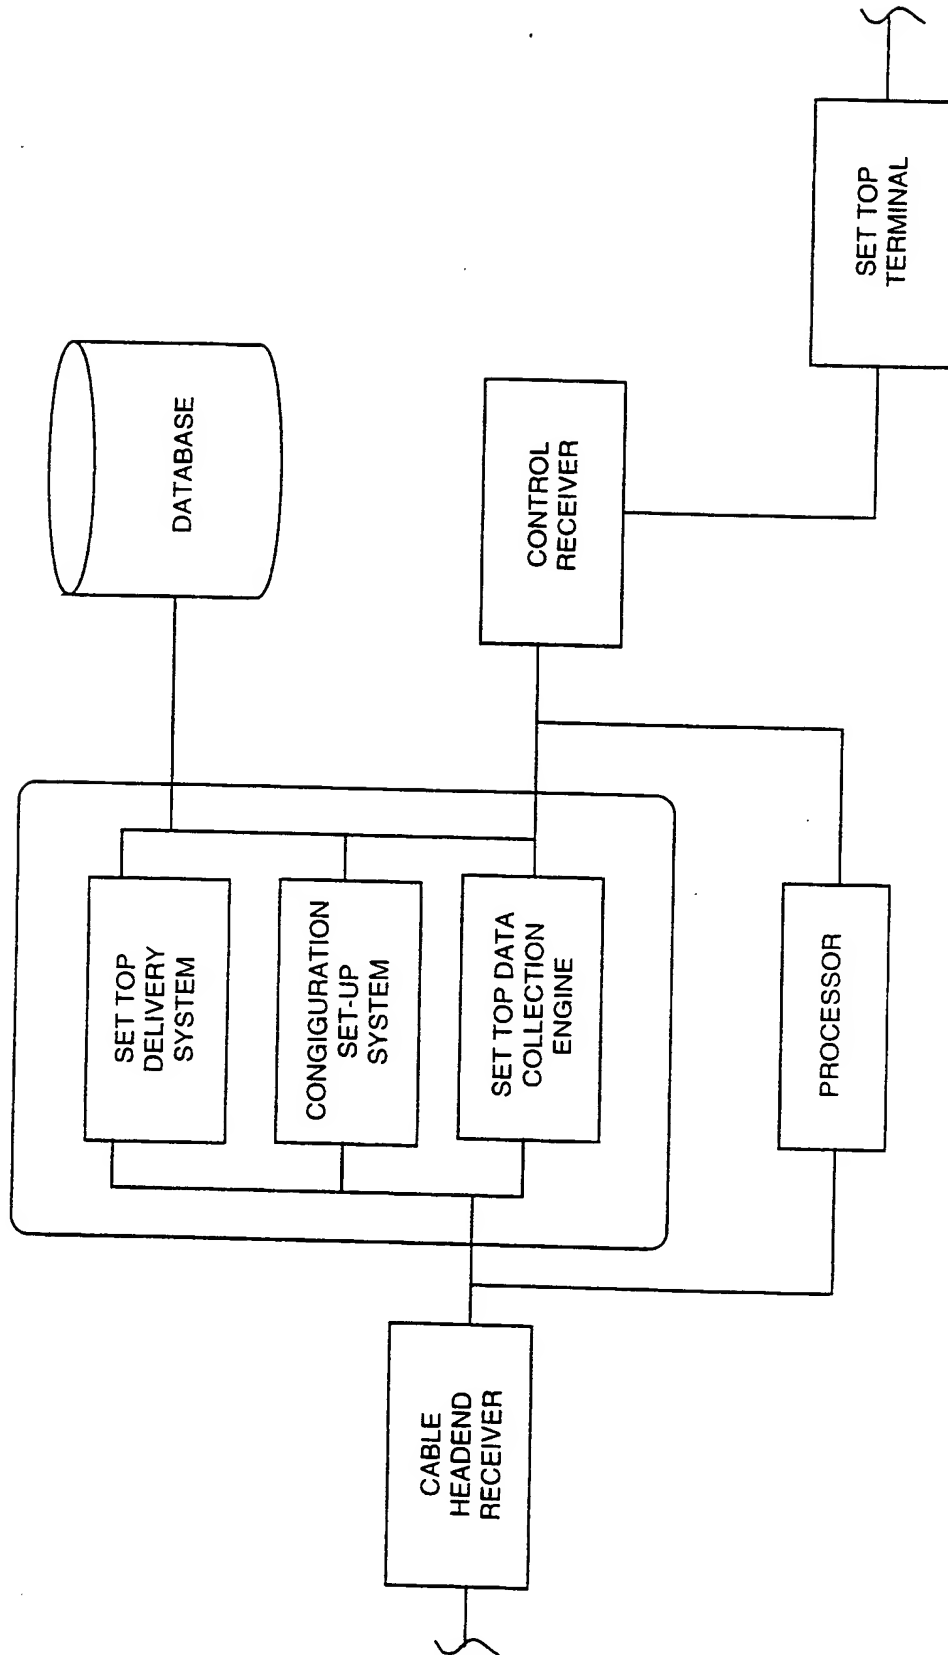 CABLE
HEADEND
RECEIVER
SET TOP
DELIVERY
SYSTEM
CONGIGURATION
SET-UP
SYSTEM
SET TOP DATA
COLLECTION
ENGINE
PROCESSOR
DATABASE
CONTROL
RECEIVER
SET TOP
TERMINAL